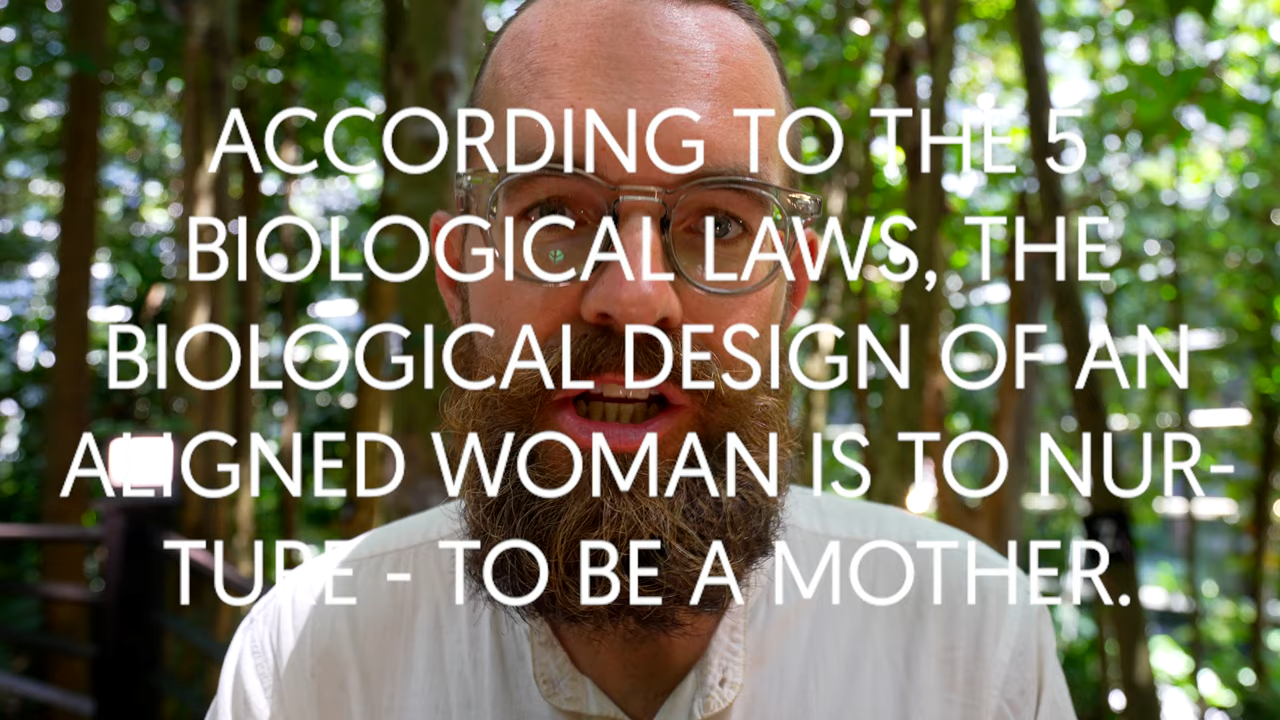 ACCORDING TO THE 5
BIOLOGICAL LAWS, THE
BIOLOGICAL DESIGN OF AN
ALIGNED WOMAN IS TO NUR-
TURE - TO BE A MOTHER.